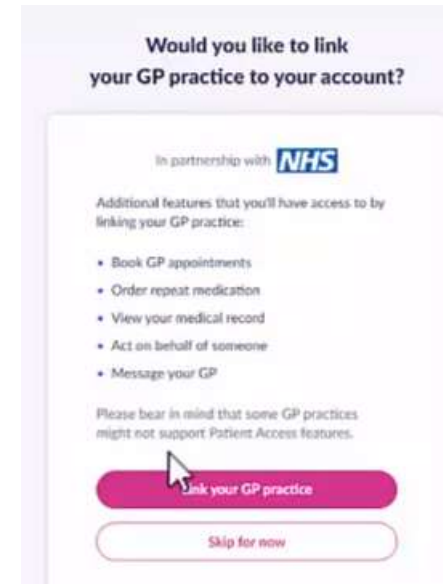 Would you like to link
your GP practice to your account?
In partnership with NHS
Additional features that you'll have access to by
linking your GP practice:
• Book GP appointments
• Order repeat medication
• View your medical record
• Act on behalf of someone
• Message your GP
Please bear in mind that some GP practices
might not support Patient Access features.
Link your GP practice
Skip for now